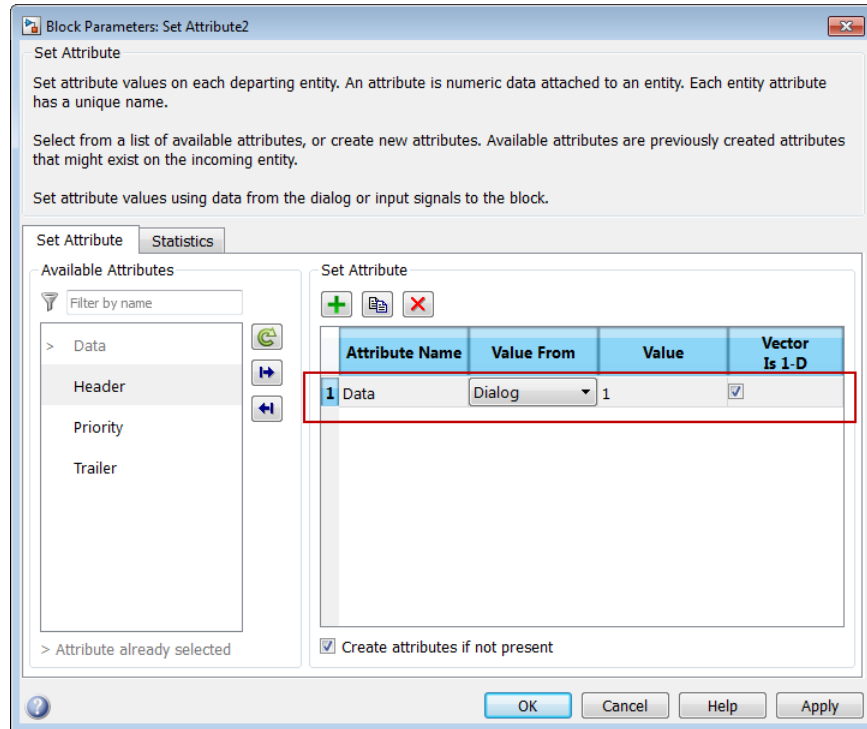 Block Parameters: Set Attribute2
Set Attribute
Set attribute values on each departing entity. An attribute is numeric data attached to an entity. Each entity attribute
has a unique name.
Select from a list of available attributes, or create new attributes. Available attributes are previously created attributes
that might exist on the incoming entity.
Set attribute values using data from the dialog or input signals to the block.
Set Attribute Statistics
Available Attributes
Filter by name
> Data
Header
Priority
Trailer
> Attribute already selected
Set Attribute
Attribute Name Value From Value Vector
Is 1-D
1 Data Dialog 1
Create attributes if not present
OK Cancel Help Apply